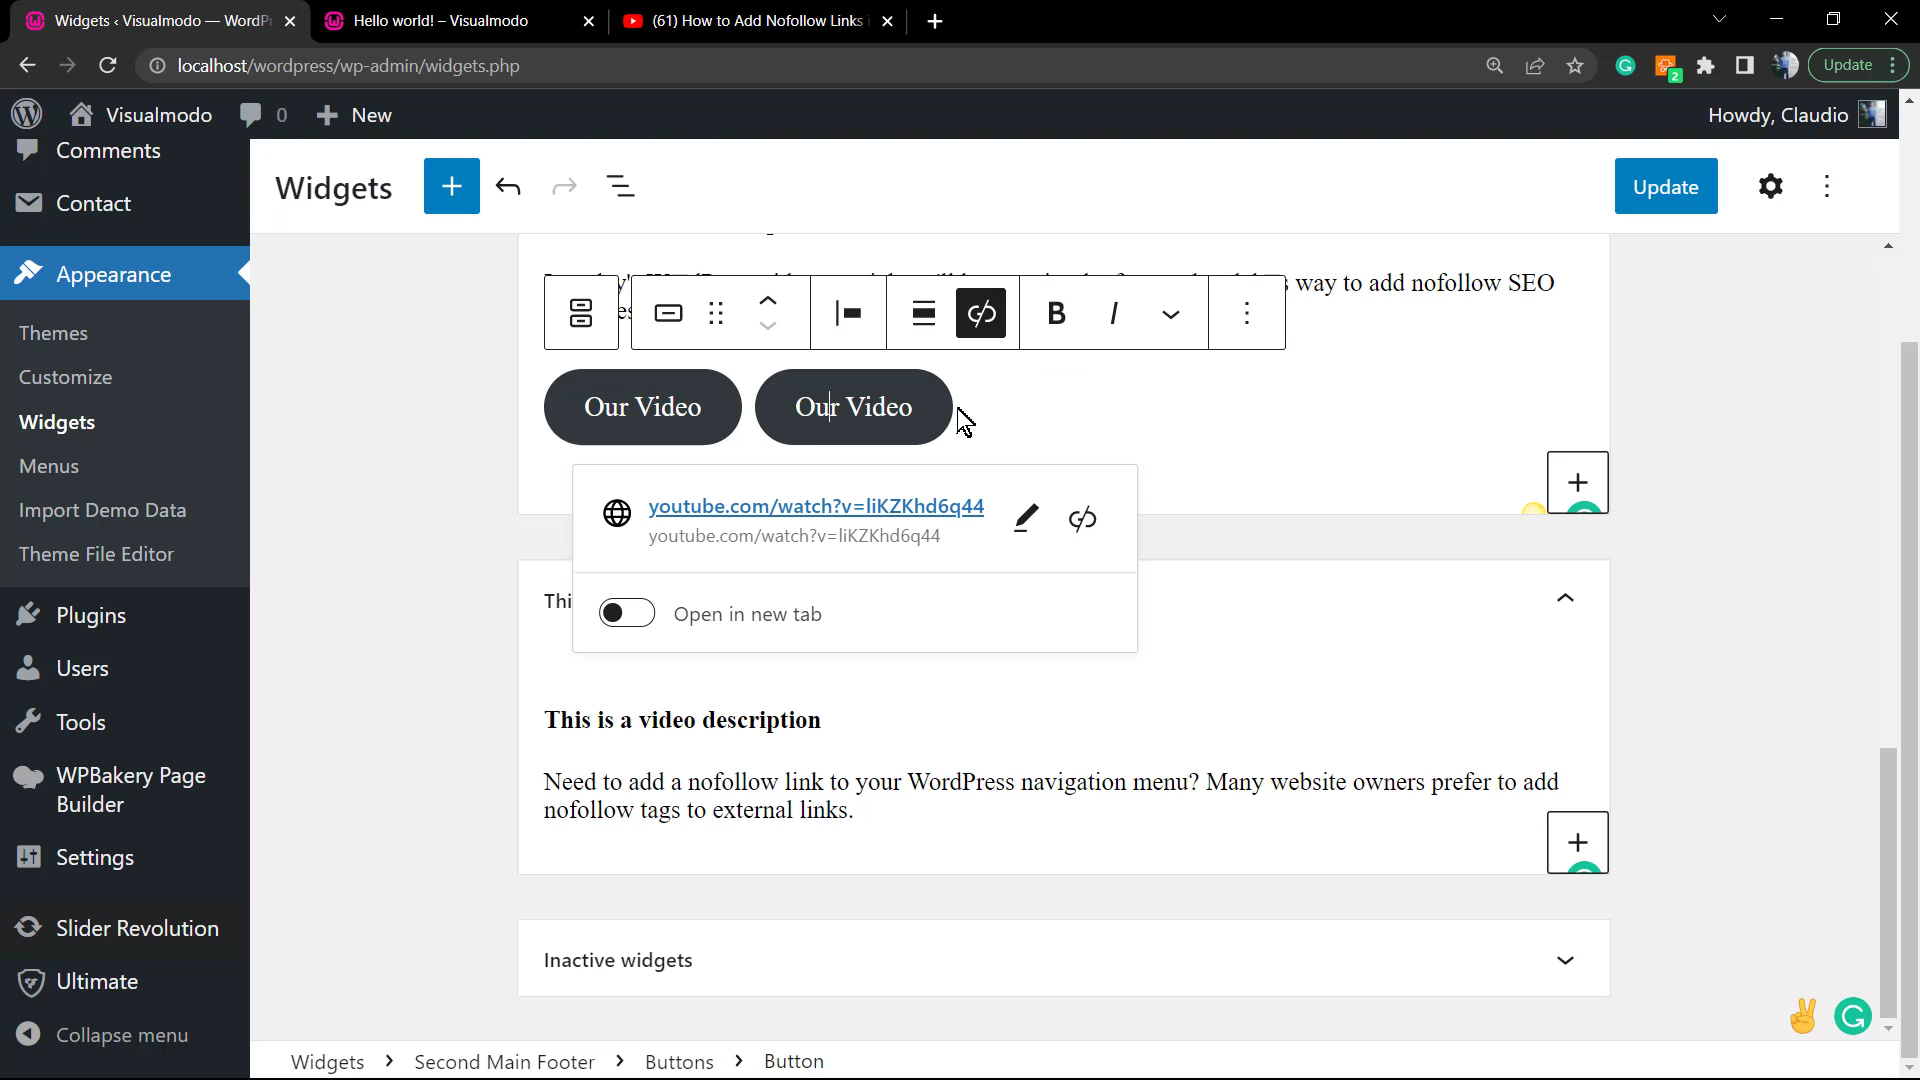 Widgets ‹ Visualmodo — WordP
Hello world! – Visualmodo
(61) How to Add Nofollow Links
localhost/wordpress/wp-admin/widgets.php
2
Update
Visualmodo
0
New
Howdy, Claudio
Comments
Contact
Appearance
Themes
Customize
Widgets
Menus
Import Demo Data
Theme File Editor
Plugins
Users
Tools
WPBakery Page
Builder
Settings
Slider Revolution
Ultimate
Collapse menu
Widgets
Update
way to add nofollow SEO
B I
Our Video
Our Video
youtube.com/watch?v=liKZKhd6q44
youtube.com/watch?v=liKZKhd6q44
Open in new tab
Thi
This is a video description
Need to add a nofollow link to your WordPress navigation menu? Many website owners prefer to add
nofollow tags to external links.
Inactive widgets
Widgets › Second Main Footer › Buttons › Button